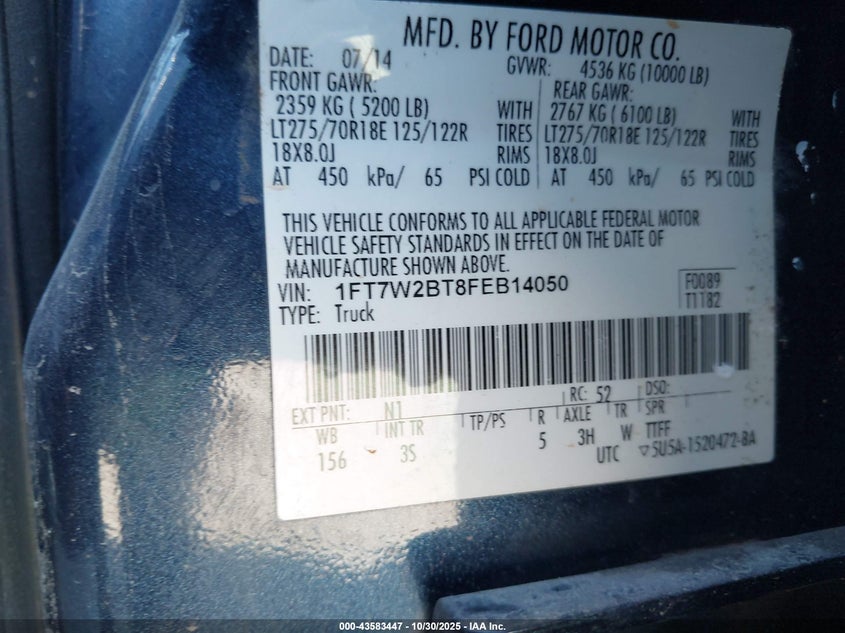 MFD. BY FORD MOTOR CO.
DATE: 07/14 GVWR: 4536 KG (10000 LB)
FRONT GAWR: REAR GAWR:
2359 KG ( 5200 LB) WITH 2767 KG ( 6100 LB) WITH
LT275/70R18E 125/122R TIRES LT275/70R18E 125/122R TIRES
18X8.0J RIMS 18X8.0J RIMS
AT 450 kPa/ 65 PSI COLD AT 450 kPa/ 65 PSI COLD
THIS VEHICLE CONFORMS TO ALL APPLICABLE FEDERAL MOTOR
VEHICLE SAFETY STANDARDS IN EFFECT ON THE DATE OF
MANUFACTURE SHOWN ABOVE.
VIN: 1FT7W2BT8FEB14050 F0089
TYPE: Truck T1182
RC: 52 DSO:
EXT PNT: N1
WB INT TR TP/PS R AXLE TR SPR
156 3S 5 3H W TTFF
UTC ▽5U5A-1520472-BA
000-43583447 - 10/30/2025 - IAA Inc.